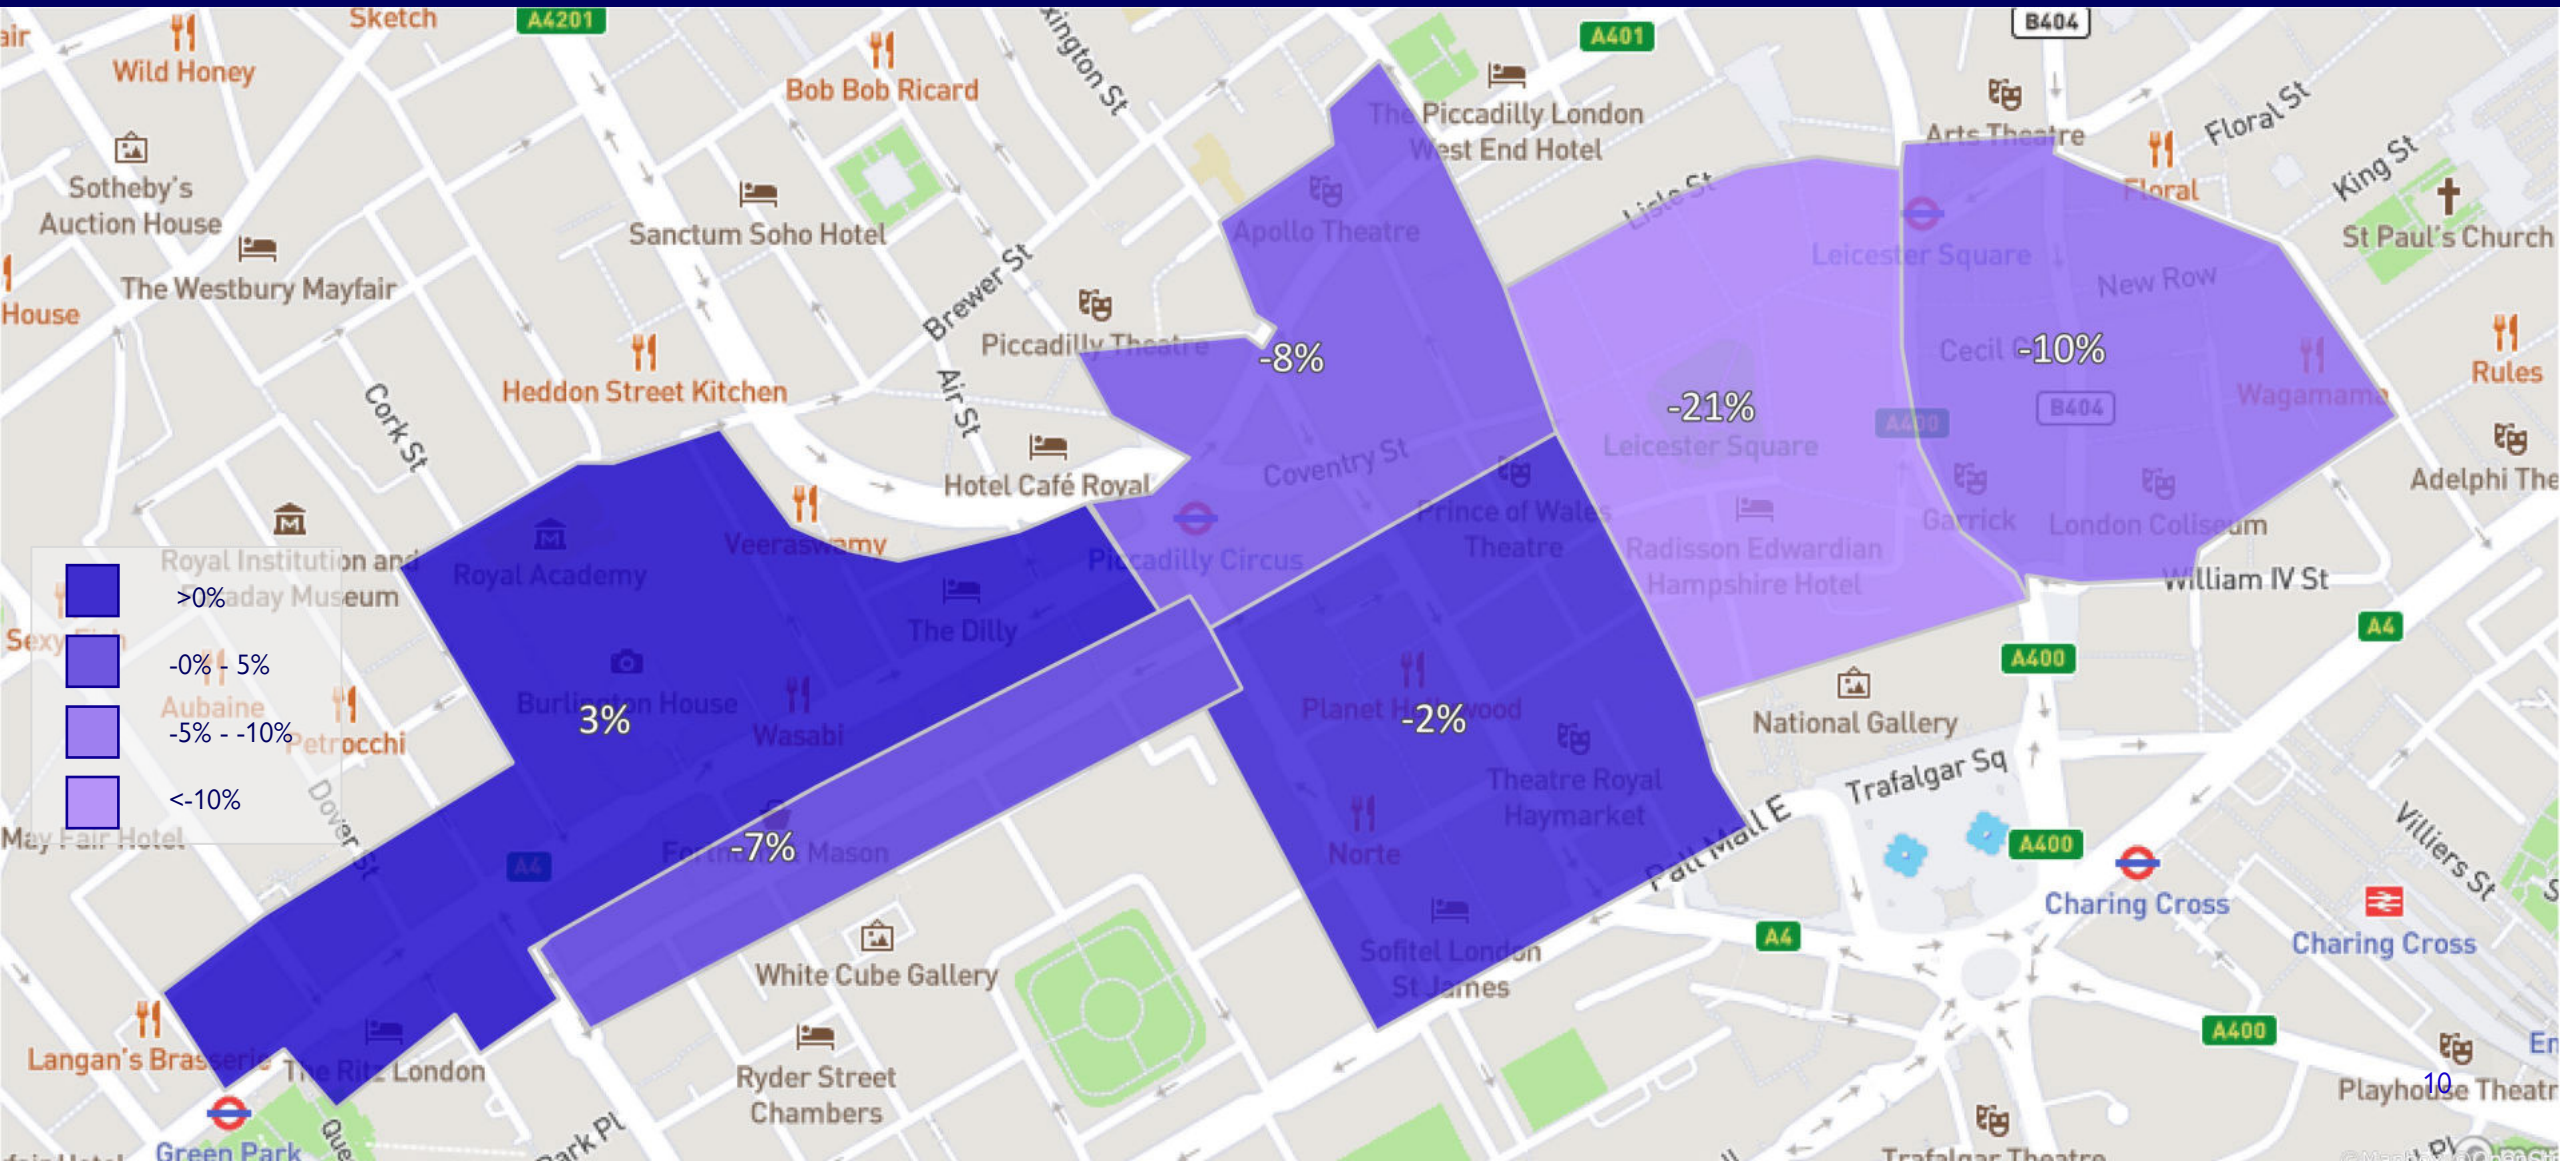 Sketch
A4201
air
Wild Honey
Bob Bob Ricard
A401
B404
The Piccadilly London
West End Hotel
Arts Theatre
Floral St
King St
Floral
Sotheby's
Auction House
Sanctum Soho Hotel
Apollo Theatre
Lisle St
Leicester Square
St Paul's Church
The Westbury Mayfair
New Row
House
Brewer St
Piccadilly Theatre
-8%
-10%
Heddon Street Kitchen
Cork St
Air St
-21%
Leicester Square
A400
B404
Wagamama
Rules
Hotel Café Royal
Coventry St
Adelphi The
Prince of Wales
Theatre
Garrick
London Coliseum
Veeraswamy
Royal Institution and
Faraday Museum
Royal Academy
Piccadilly Circus
Radisson Edwardian
Hampshire Hotel
William IV St
>0%
The Dilly
A4
-0% - 5%
A400
Aubaine
Burlington House
3%
Wasabi
Planet Hollywood
-2%
National Gallery
-5% - -10%
Petrocchi
<-10%
Theatre Royal
Haymarket
Trafalgar Sq
May Fair Hotel
Dover St
A4
-7%
Fortnum & Mason
Norte
Pall Mall E
A400
Villiers St
Charing Cross
A4
Charing Cross
White Cube Gallery
Sofitel London
St James
Langan's Brasserie
The Ritz London
A400
Ryder Street
Chambers
10
Playhouse Theatr
Green Park
Park Pl
Trafalgar Theatre